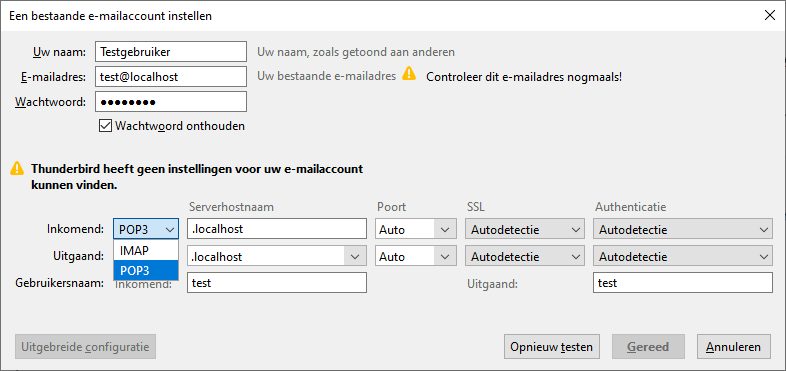 Een bestaande e-mailaccount instellen
Uw naam: Testgebruiker Uw naam, zoals getoond aan anderen
E-mailadres: test@localhost Uw bestaande e-mailadres Controleer dit e-mailadres nogmaals!
Wachtwoord: ●●●●●●●●
Wachtwoord onthouden
Thunderbird heeft geen instellingen voor uw e-mailaccount
kunnen vinden.
Serverhostnaam Poort SSL Authenticatie
Inkomend: POP3 .localhost Auto Autodetectie Autodetectie
IMAP
Uitgaand: .localhost Auto Autodetectie Autodetectie
POP3
Gebruikersnaam: Inkomend: test Uitgaand: test
Uitgebreide configuratie Opnieuw testen Gereed Annuleren